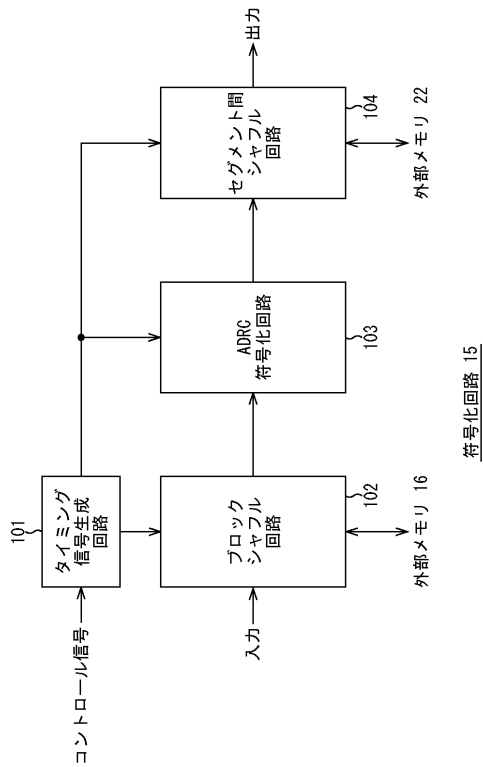 コントロール信号
101
タイミング
信号生成
回路
入力
ブロック
シャフル
回路
102
外部メモリ 16
ADRC
符号化回路
103
セグメント間
シャフル
回路
104
外部メモリ 22
出力
符号化回路 15